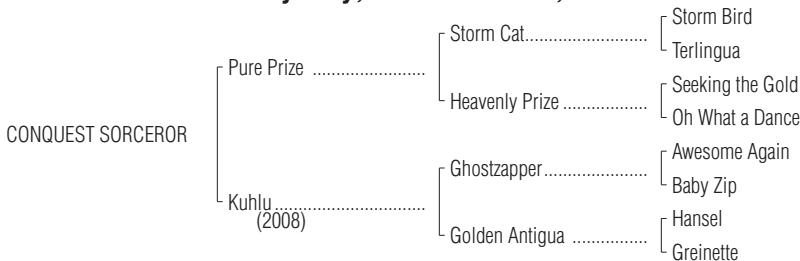 Storm Bird
Storm Cat..........................
Terlingua
Pure Prize ........................
Seeking the Gold
Heavenly Prize ..................
Oh What a Dance
CONQUEST SORCEROR
Awesome Again
Ghostzapper......................
Baby Zip
Kuhlu................................
(2008)
Hansel
Golden Antigua ................
Greinette